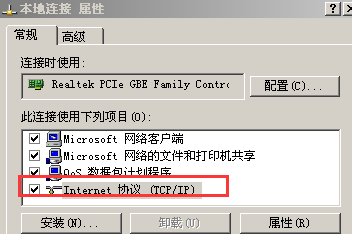 本地连接 属性
常规
高级
连接时使用:
Realtek PCIe GBE Family Contro
配置(C)...
此连接使用下列项目(O):
Microsoft 网络客户端
Microsoft 网络的文件和打印机共享
QoS 数据包计划程序
Internet 协议 (TCP/IP)
安装(N)...
卸载(U)
属性(R)